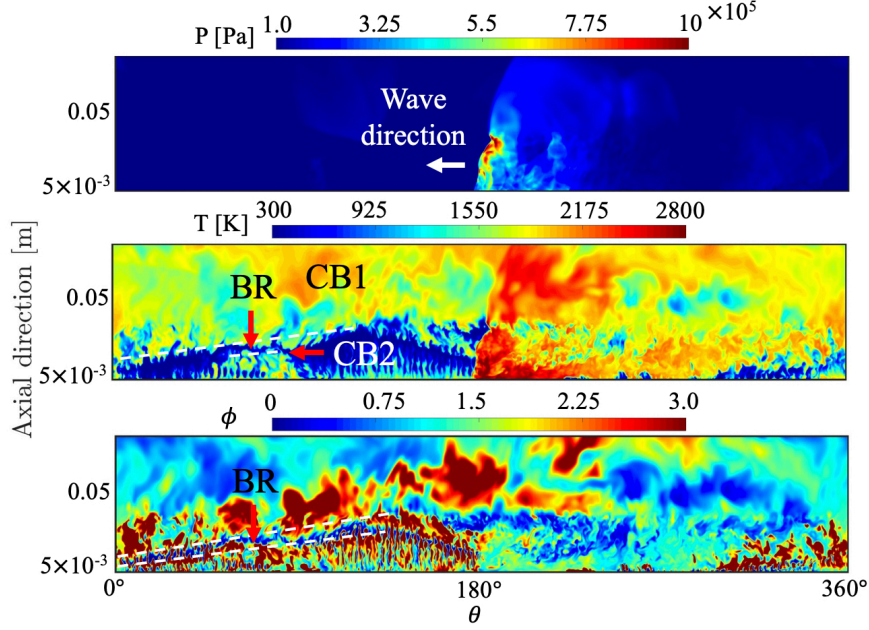 P [Pa] 1.0 3.25 5.5 7.75 10 ×10⁵
0.05
Wave
direction
5×10⁻³
T [K] 300 925 1550 2175 2800
CB1
BR
0.05
CB2
5×10⁻³
Axial direction [m]
ϕ 0 0.75 1.5 2.25 3.0
BR
0.05
5×10⁻³
0° 180° 360°
θ